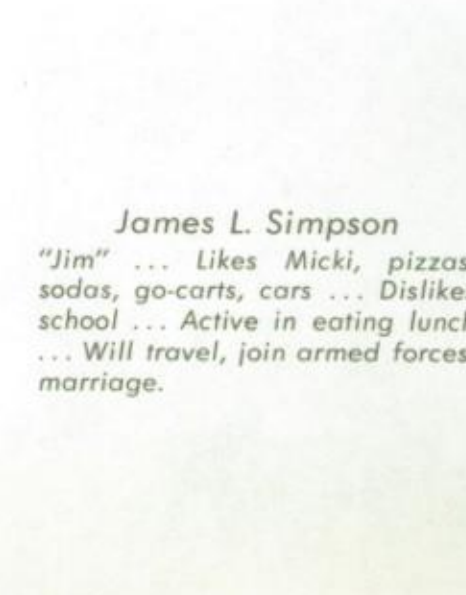 James L. Simpson
"Jim" ... Likes Micki, pizzas
sodas, go-carts, cars ... Dislike
school ... Active in eating lunc
... Will travel, join armed forces
marriage.